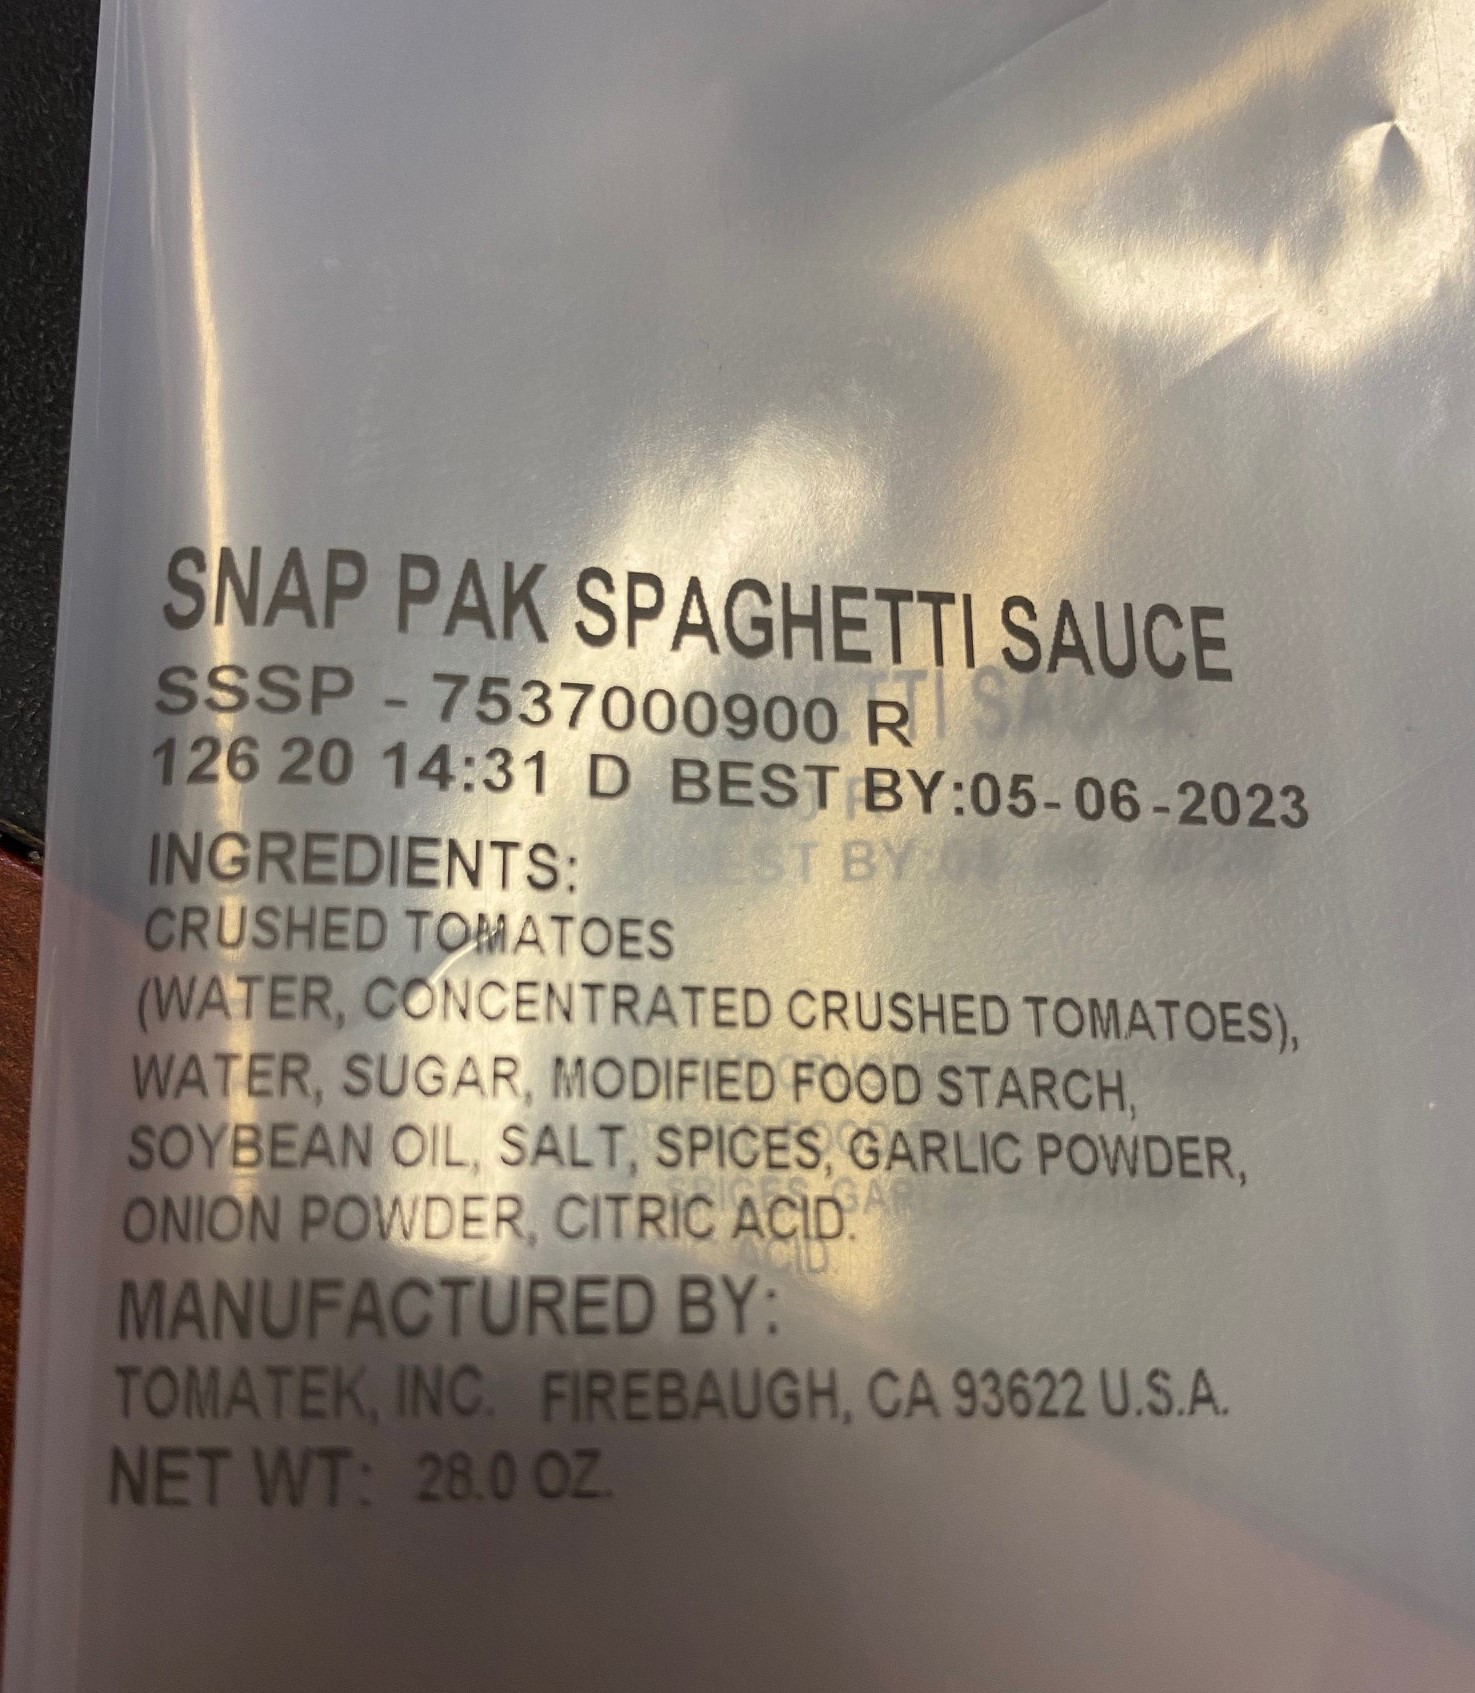 SNAP PAK SPAGHETTI SAUCE
SSSP - 7537000900 R
126 20 14:31 D BEST BY:05-06-2023
INGREDIENTS:
CRUSHED TOMATOES
(WATER, CONCENTRATED CRUSHED TOMATOES),
WATER, SUGAR, MODIFIED FOOD STARCH,
SOYBEAN OIL, SALT, SPICES, GARLIC POWDER,
ONION POWDER, CITRIC ACID.
MANUFACTURED BY:
TOMATEK, INC. FIREBAUGH, CA 93622 U.S.A.
NET WT: 28.0 OZ.